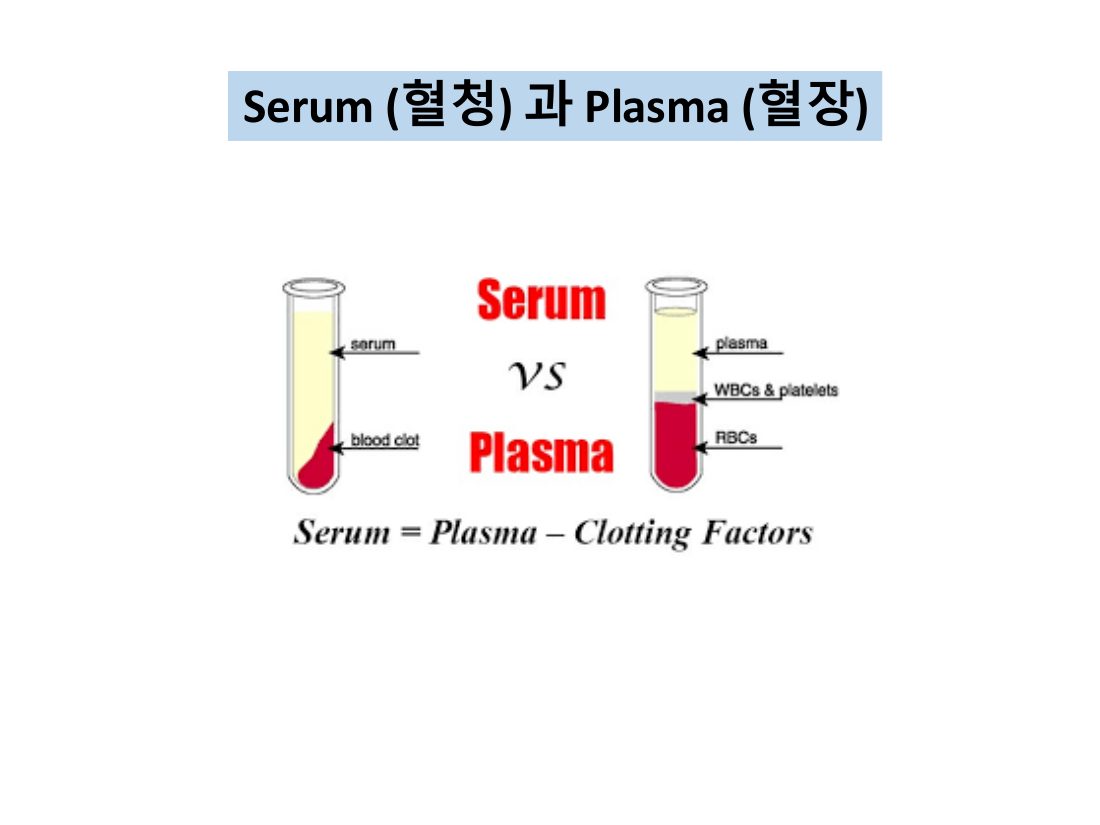 Serum (혈청) 과 Plasma (혈장)
serum
blood clot
Serum
vs
Plasma
plasma
WBCs & platelets
RBCs
Serum = Plasma – Clotting Factors